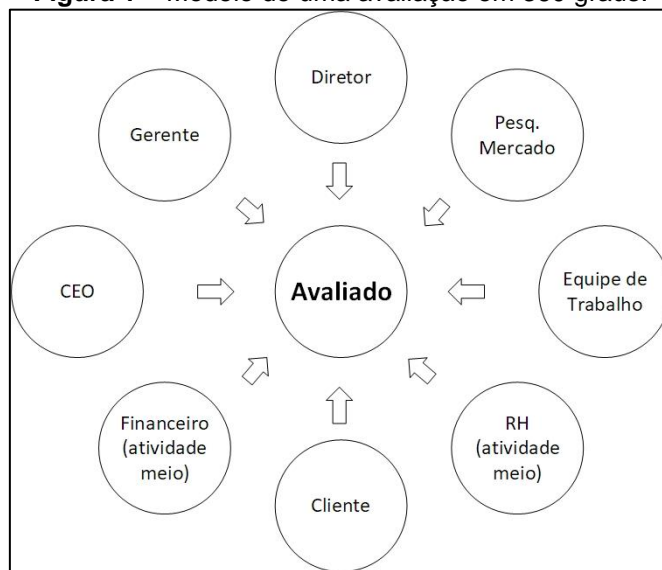 Diretor
Gerente
Pesq.
Mercado
CEO
Avaliado
Equipe de
Trabalho
Financeiro
(atividade
meio)
RH
(atividade
meio)
Cliente